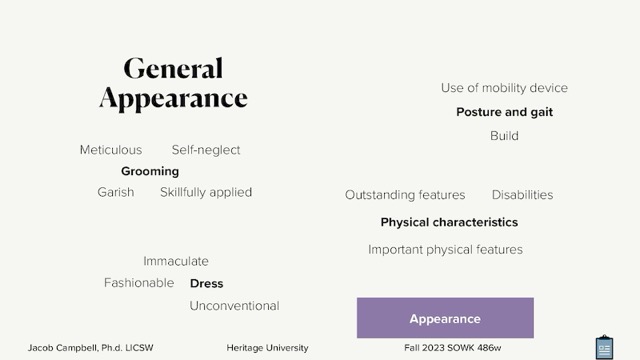 General
Appearance
Meticulous Self-neglect
Grooming
Garish Skillfully applied
Immaculate
Fashionable Dress
Unconventional
Use of mobility device
Posture and gait
Build
Outstanding features Disabilities
Physical characteristics
Important physical features
Appearance
Jacob Campbell, Ph.d. LICSW Heritage University Fall 2023 SOWK 486w